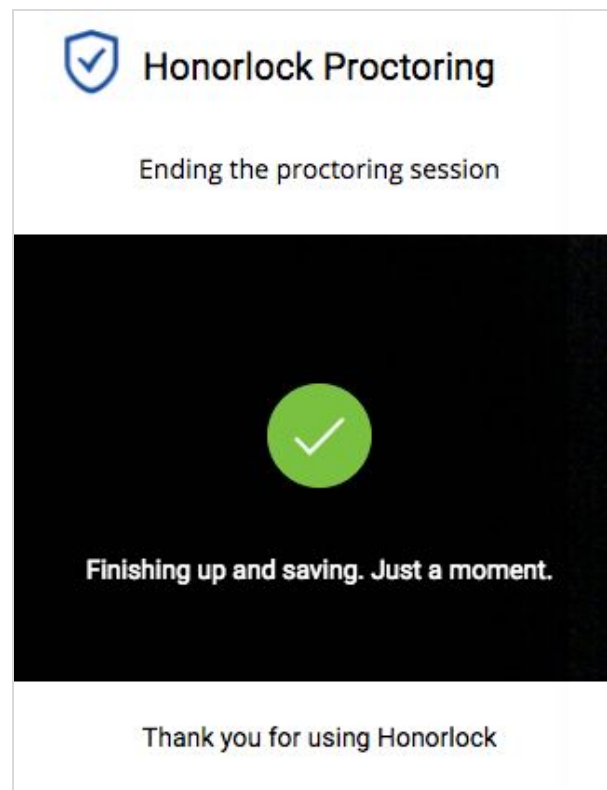 Honorlock Proctoring
Ending the proctoring session
Finishing up and saving. Just a moment.
Thank you for using Honorlock